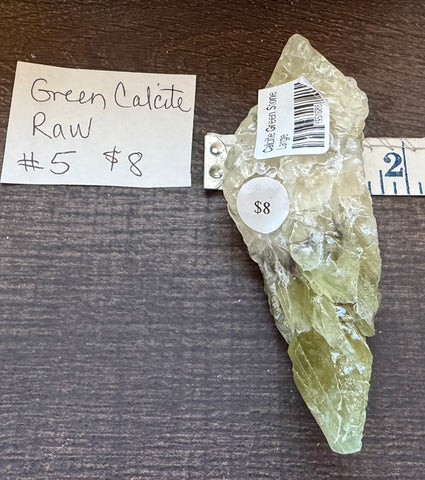 Green Calcite
Raw
#5 $8
Calcite Green Stone
Large
$8
2